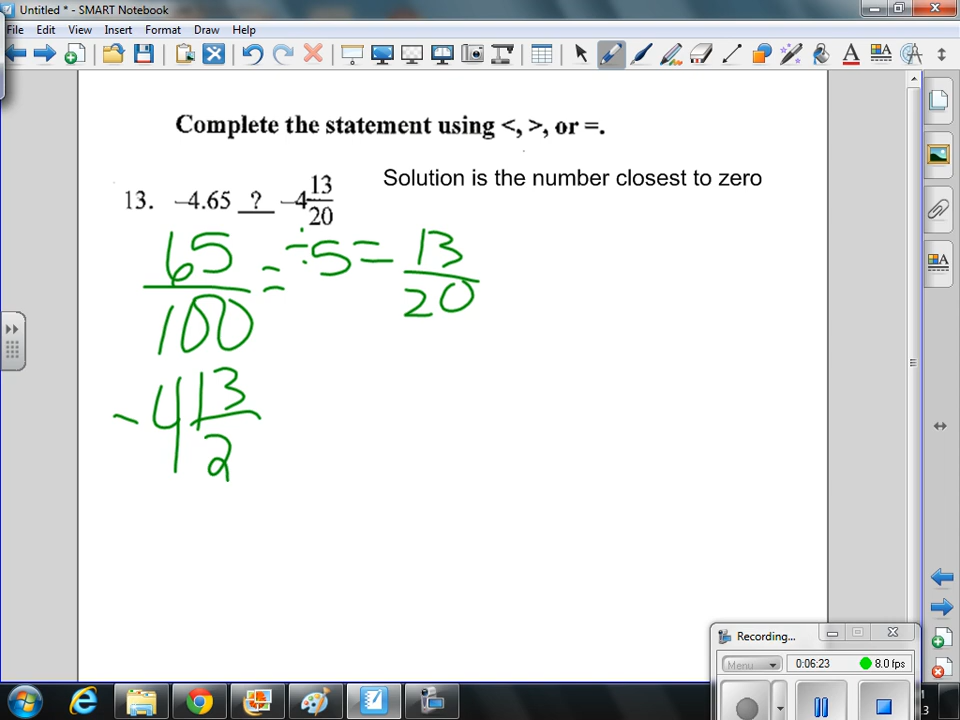 Untitled * - SMART Notebook
File Edit View Insert Format Draw Help
Complete the statement using <, >, or =.
Solution is the number closest to zero
13. -4.65 ? -4 13/20
65/100 = ÷5 = 13/20
-4 13/2
Recording...
Menu 0:06:23 8.0 fps